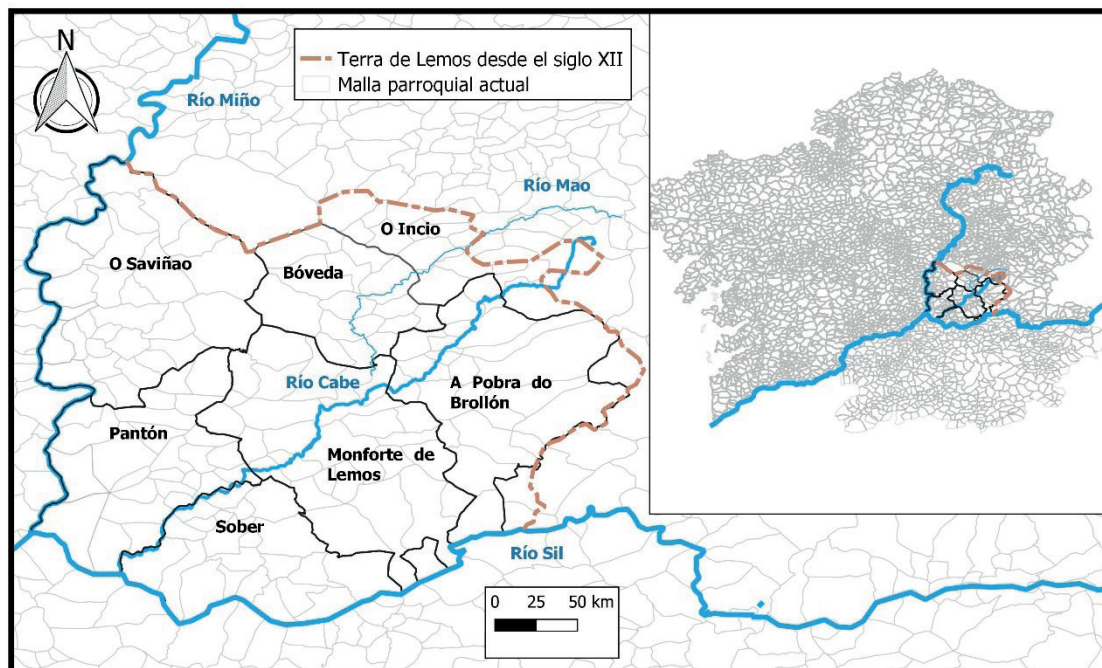 N
Terra de Lemos desde el siglo XII
Malla parroquial actual
Río Miño
Río Mao
O Incio
O Saviñao
Bóveda
Río Cabe
A Pobra do
Brollón
Pantón
Monforte de
Lemos
Sober
Río Sil
0 25 50 km